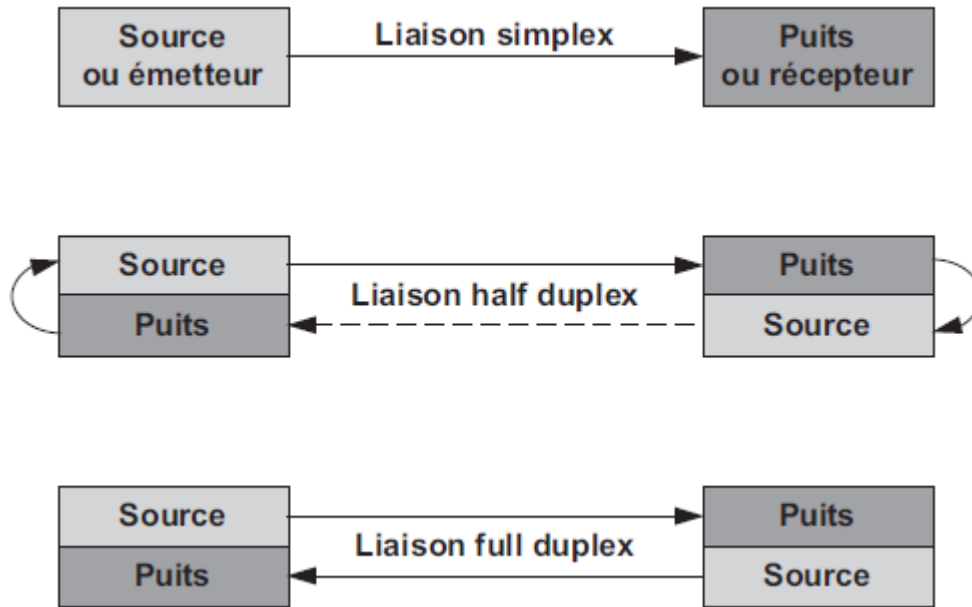 Source
ou émetteur
Liaison simplex
Puits
ou récepteur
Source
Puits
Liaison half duplex
Puits
Source
Source
Puits
Liaison full duplex
Puits
Source